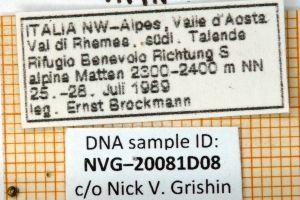 ITALIA NW-Alpes, Valle d'Aosta
Val di Rhemes, südl. Talende
Rifugio Benevolo Richtung S
alpine Matten 2300-2400 m NN
25.-28. Juli 1989
leg. Ernst Brockmann
DNA sample ID:
NVG-20081D08
c/o Nick V. Grishin